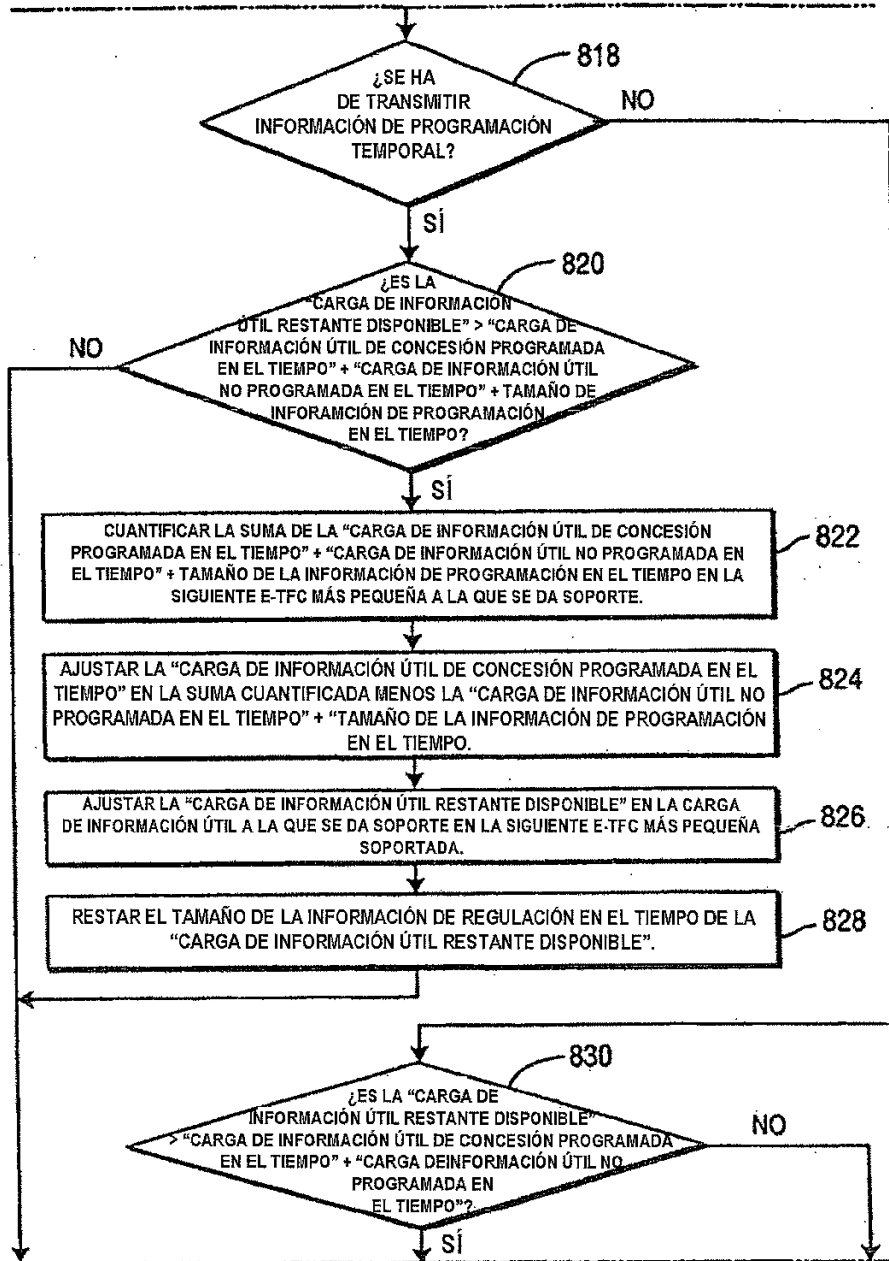 818
¿SE HA
DE TRANSMITIR
INFORMACIÓN DE PROGRAMACIÓN
TEMPORAL?
NO
SÍ
820
¿ES LA
“CARGA DE INFORMACIÓN
ÚTIL RESTANTE DISPONIBLE” > “CARGA DE
INFORMACIÓN ÚTIL DE CONCESIÓN PROGRAMADA
EN EL TIEMPO” + “CARGA DE INFORMACIÓN ÚTIL
NO PROGRAMADA EN EL TIEMPO” + TAMAÑO DE
INFORAMCIÓN DE PROGRAMACIÓN
EN EL TIEMPO?
NO
SÍ
CUANTIFICAR LA SUMA DE LA “CARGA DE INFORMACIÓN ÚTIL DE CONCESIÓN
PROGRAMADA EN EL TIEMPO” + “CARGA DE INFORMACIÓN ÚTIL NO PROGRAMADA EN
EL TIEMPO” + TAMAÑO DE LA INFORMACIÓN DE PROGRAMACIÓN EN EL TIEMPO EN LA
SIGUIENTE E-TFC MÁS PEQUEÑA A LA QUE SE DA SOPORTE.
822
AJUSTAR LA “CARGA DE INFORMACIÓN ÚTIL DE CONCESIÓN PROGRAMADA EN EL
TIEMPO” EN LA SUMA CUANTIFICADA MENOS LA “CARGA DE INFORMACIÓN ÚTIL NO
PROGRAMADA EN EL TIEMPO” + “TAMAÑO DE LA INFORMACIÓN DE PROGRAMACIÓN
EN EL TIEMPO.
824
AJUSTAR LA “CARGA DE INFORMACIÓN ÚTIL RESTANTE DISPONIBLE” EN LA CARGA
DE INFORMACIÓN ÚTIL A LA QUE SE DA SOPORTE EN LA SIGUIENTE E-TFC MÁS PEQUEÑA
SOPORTADA.
826
RESTAR EL TAMAÑO DE LA INFORMACIÓN DE REGULACIÓN EN EL TIEMPO DE LA
“CARGA DE INFORMACIÓN ÚTIL RESTANTE DISPONIBLE”.
828
830
¿ES LA “CARGA DE
INFORMACIÓN ÚTIL RESTANTE DISPONIBLE”
> “CARGA DE INFORMACIÓN ÚTIL DE CONCESIÓN PROGRAMADA
EN EL TIEMPO” + “CARGA DEINFORMACIÓN ÚTIL NO
PROGRAMADA EN
EL TIEMPO”?
NO
SÍ